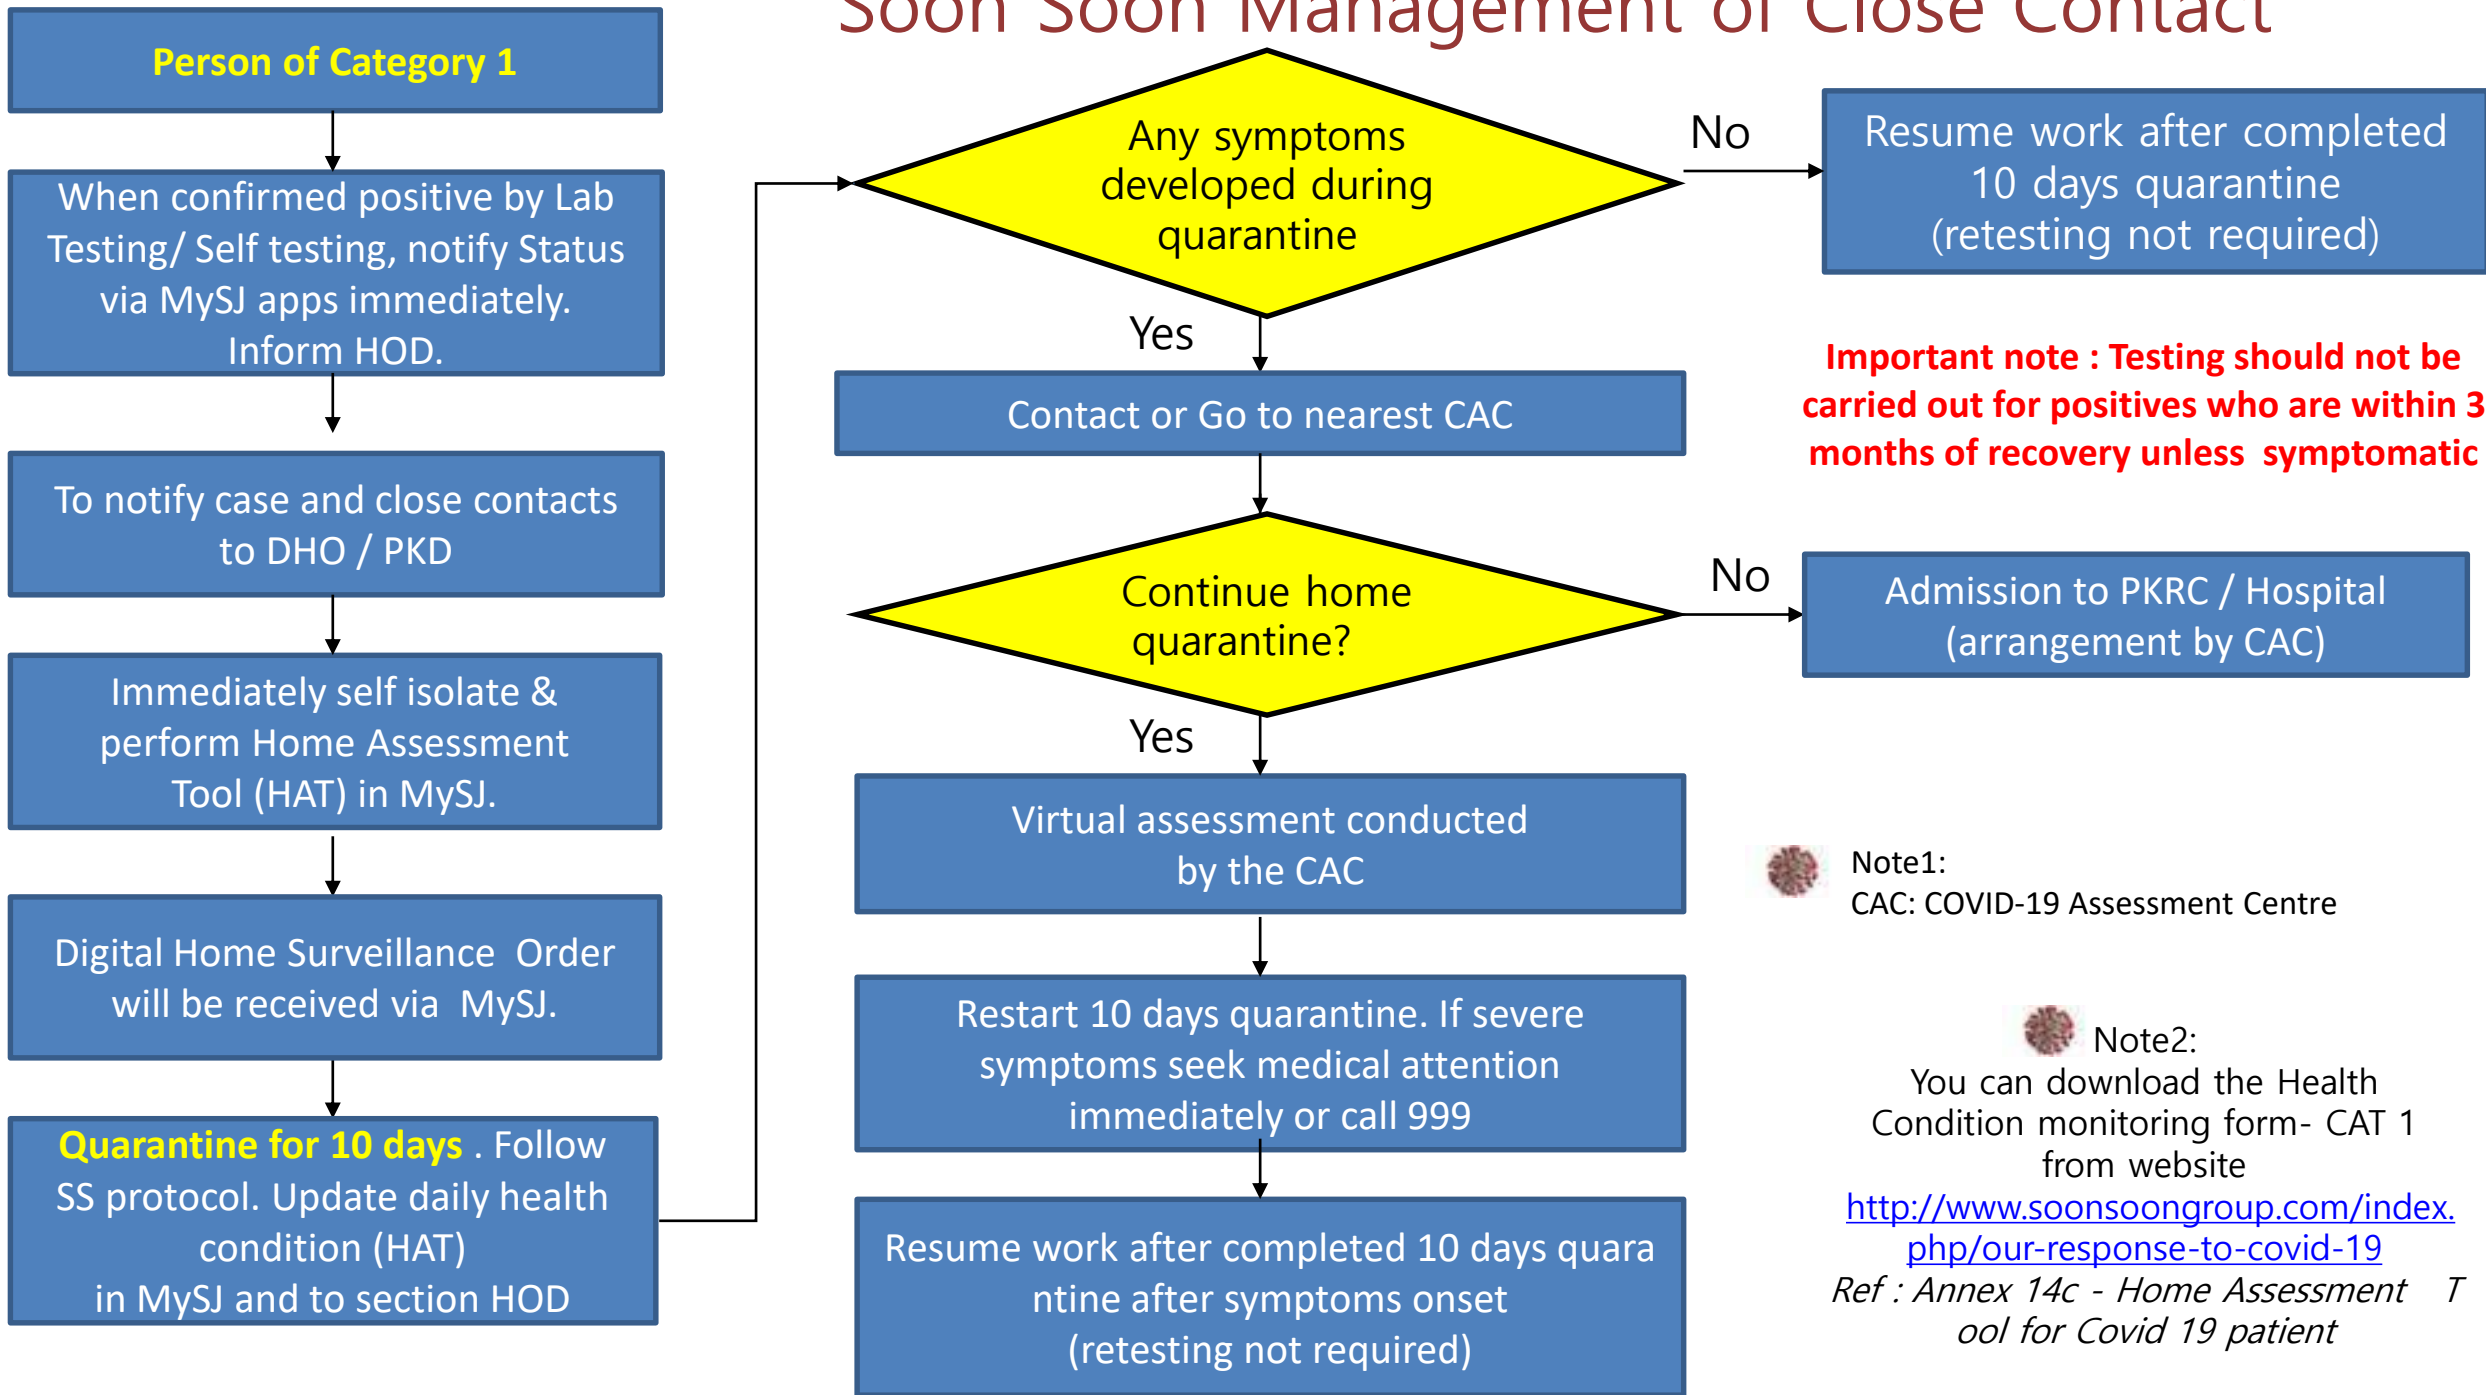 Soon Soon Management of Close Contact
Person of Category 1
When confirmed positive by Lab
Testing/ Self testing, notify Status
via MySJ apps immediately.
Inform HOD.
To notify case and close contacts
to DHO / PKD
Immediately self isolate &
perform Home Assessment
Tool (HAT) in MySJ.
Digital Home Surveillance Order
will be received via MySJ.
Quarantine for 10 days . Follow
SS protocol. Update daily health
condition (HAT)
in MySJ and to section HOD
Any symptoms
developed during
quarantine
No
Resume work after completed
10 days quarantine
(retesting not required)
Yes
Contact or Go to nearest CAC
Important note : Testing should not be
carried out for positives who are within 3
months of recovery unless symptomatic
Continue home
quarantine?
No
Admission to PKRC / Hospital
(arrangement by CAC)
Yes
Virtual assessment conducted
by the CAC
Restart 10 days quarantine. If severe
symptoms seek medical attention
immediately or call 999
Resume work after completed 10 days quara
ntine after symptoms onset
(retesting not required)
Note1:
CAC: COVID-19 Assessment Centre
Note2:
You can download the Health
Condition monitoring form- CAT 1
from website
http://www.soonsoongroup.com/index.
php/our-response-to-covid-19
Ref : Annex 14c - Home Assessment T
ool for Covid 19 patient